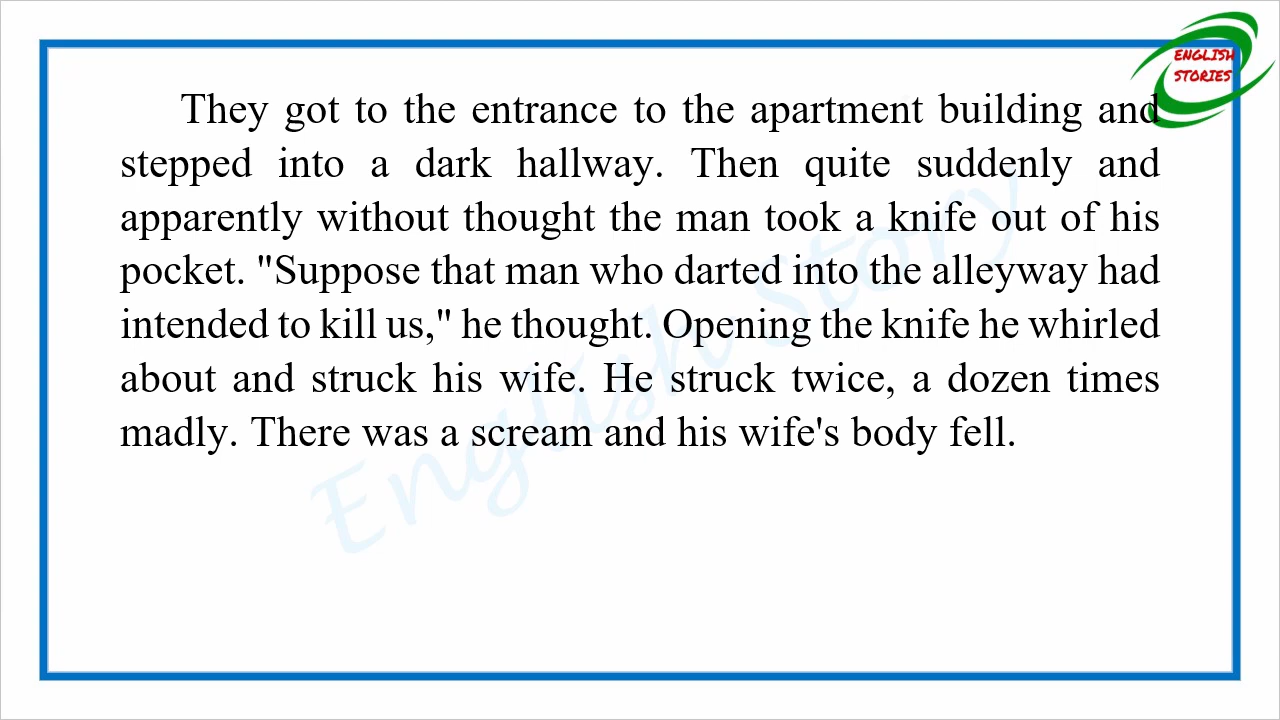 ENGLISH
STORIES
They got to the entrance to the apartment building and
stepped into a dark hallway. Then quite suddenly and
apparently without thought the man took a knife out of his
pocket. "Suppose that man who darted into the alleyway had
intended to kill us," he thought. Opening the knife he whirled
about and struck his wife. He struck twice, a dozen times
madly. There was a scream and his wife's body fell.
English Story